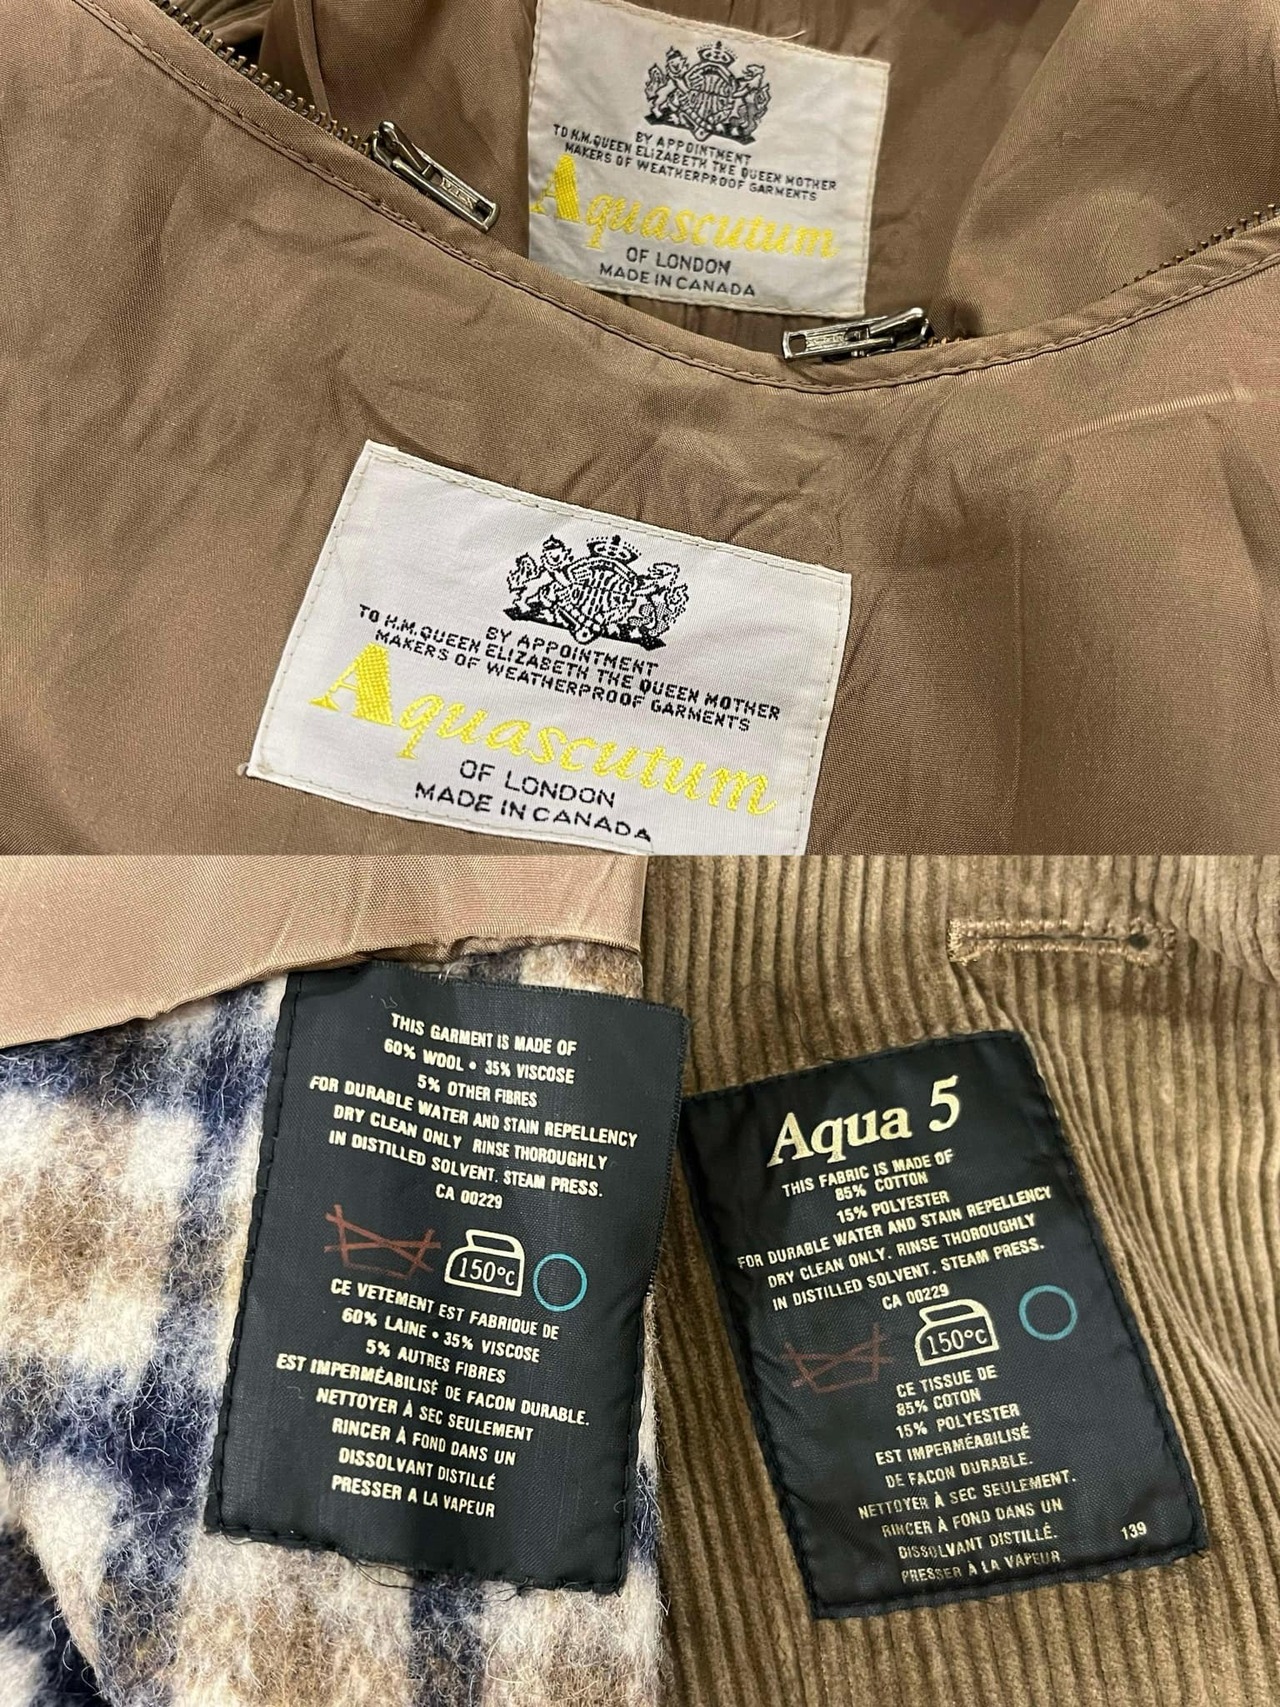 BY APPOINTMENT
TO H.M. QUEEN ELIZABETH THE QUEEN MOTHER
MAKERS OF WEATHERPROOF GARMENTS
Aquascutum
OF LONDON
MADE IN CANADA
BY APPOINTMENT
TO H.M. QUEEN ELIZABETH THE QUEEN MOTHER
MAKERS OF WEATHERPROOF GARMENTS
Aquascutum
OF LONDON
MADE IN CANADA
THIS GARMENT IS MADE OF
60% WOOL • 35% VISCOSE
5% OTHER FIBRES
FOR DURABLE WATER AND STAIN REPELLENCY
DRY CLEAN ONLY RINSE THOROUGHLY
IN DISTILLED SOLVENT. STEAM PRESS.
CA 00229
150°C
CE VETEMENT EST FABRIQUE DE
60% LAINE • 35% VISCOSE
5% AUTRES FIBRES
EST IMPERMÉABILISÉ DE FACON DURABLE.
NETTOYER À SEC SEULEMENT
RINCER À FOND DANS UN
DISSOLVANT DISTILLÉ
PRESSER A LA VAPEUR
Aqua 5
THIS FABRIC IS MADE OF
85% COTTON
15% POLYESTER
FOR DURABLE WATER AND STAIN REPELLENCY
DRY CLEAN ONLY. RINSE THOROUGHLY
IN DISTILLED SOLVENT. STEAM PRESS.
CA 00229
150°C
CE TISSUE DE
85% COTON
15% POLYESTER
EST IMPERMÉABILISÉ
DE FACON DURABLE.
NETTOYER À SEC SEULEMENT.
RINCER À FOND DANS UN
DISSOLVANT DISTILLÉ.
PRESSER À LA VAPEUR.
139